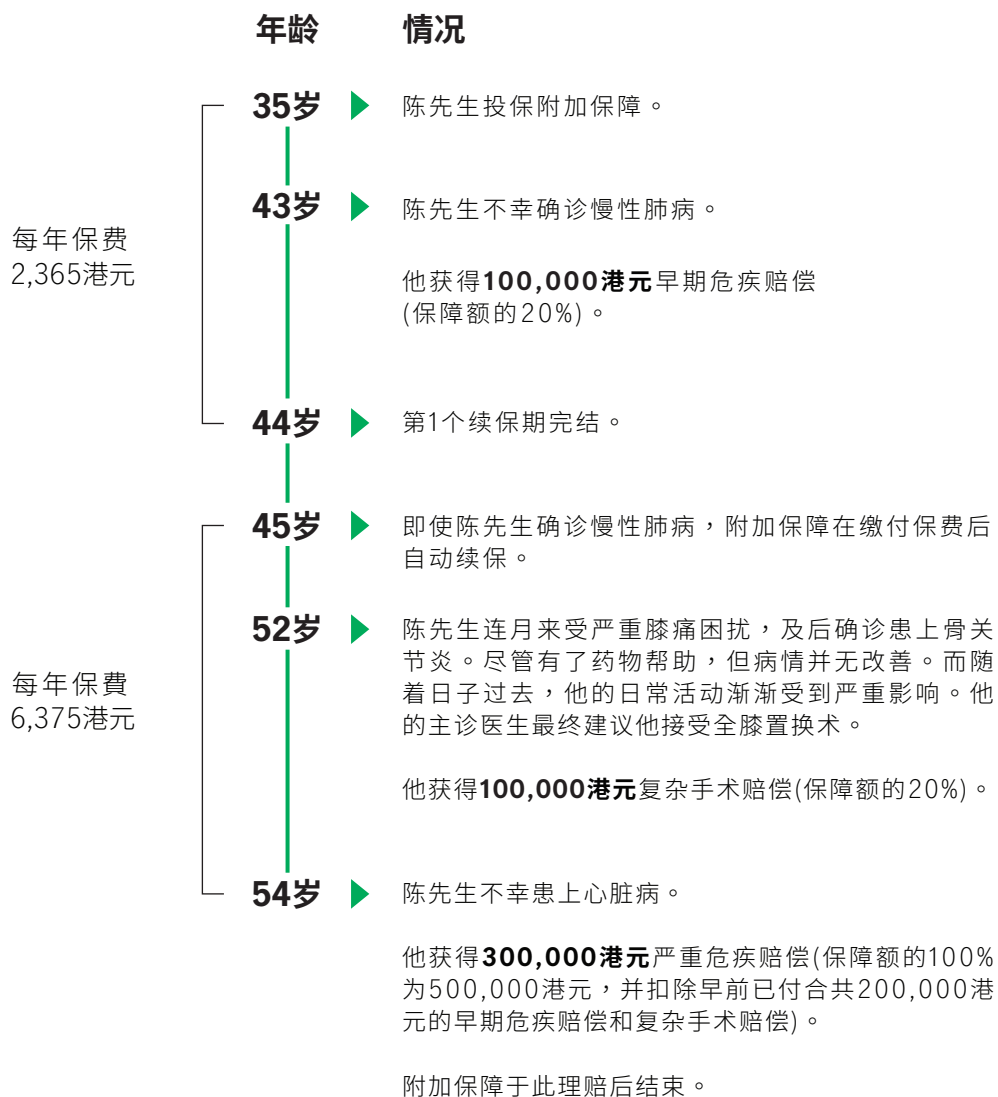 年龄 情况
35岁 陈先生投保附加保障。
43岁 陈先生不幸确诊慢性肺病。
每年保费
2,365港元
他获得100,000港元早期危疾赔偿
(保障额的20%)。
44岁 第1个续保期完结。
45岁 即使陈先生确诊慢性肺病，附加保障在缴付保费后
自动续保。
52岁 陈先生连月来受严重膝痛困扰，及后确诊患上骨关
节炎。尽管有了药物帮助，但病情并无改善。而随
每年保費
6,375港元
着日子过去，他的日常活动渐渐受到严重影响。他
的主诊医生最终建议他接受全膝置换术。
他获得100,000港元复杂手术赔偿(保障额的20%)。
54岁 陈先生不幸患上心脏病。
他获得300,000港元严重危疾赔偿(保障额的100%
为500,000港元，并扣除早前已付合共200,000港
元的早期危疾赔偿和复杂手术赔偿)。
附加保障于此理赔后结束。